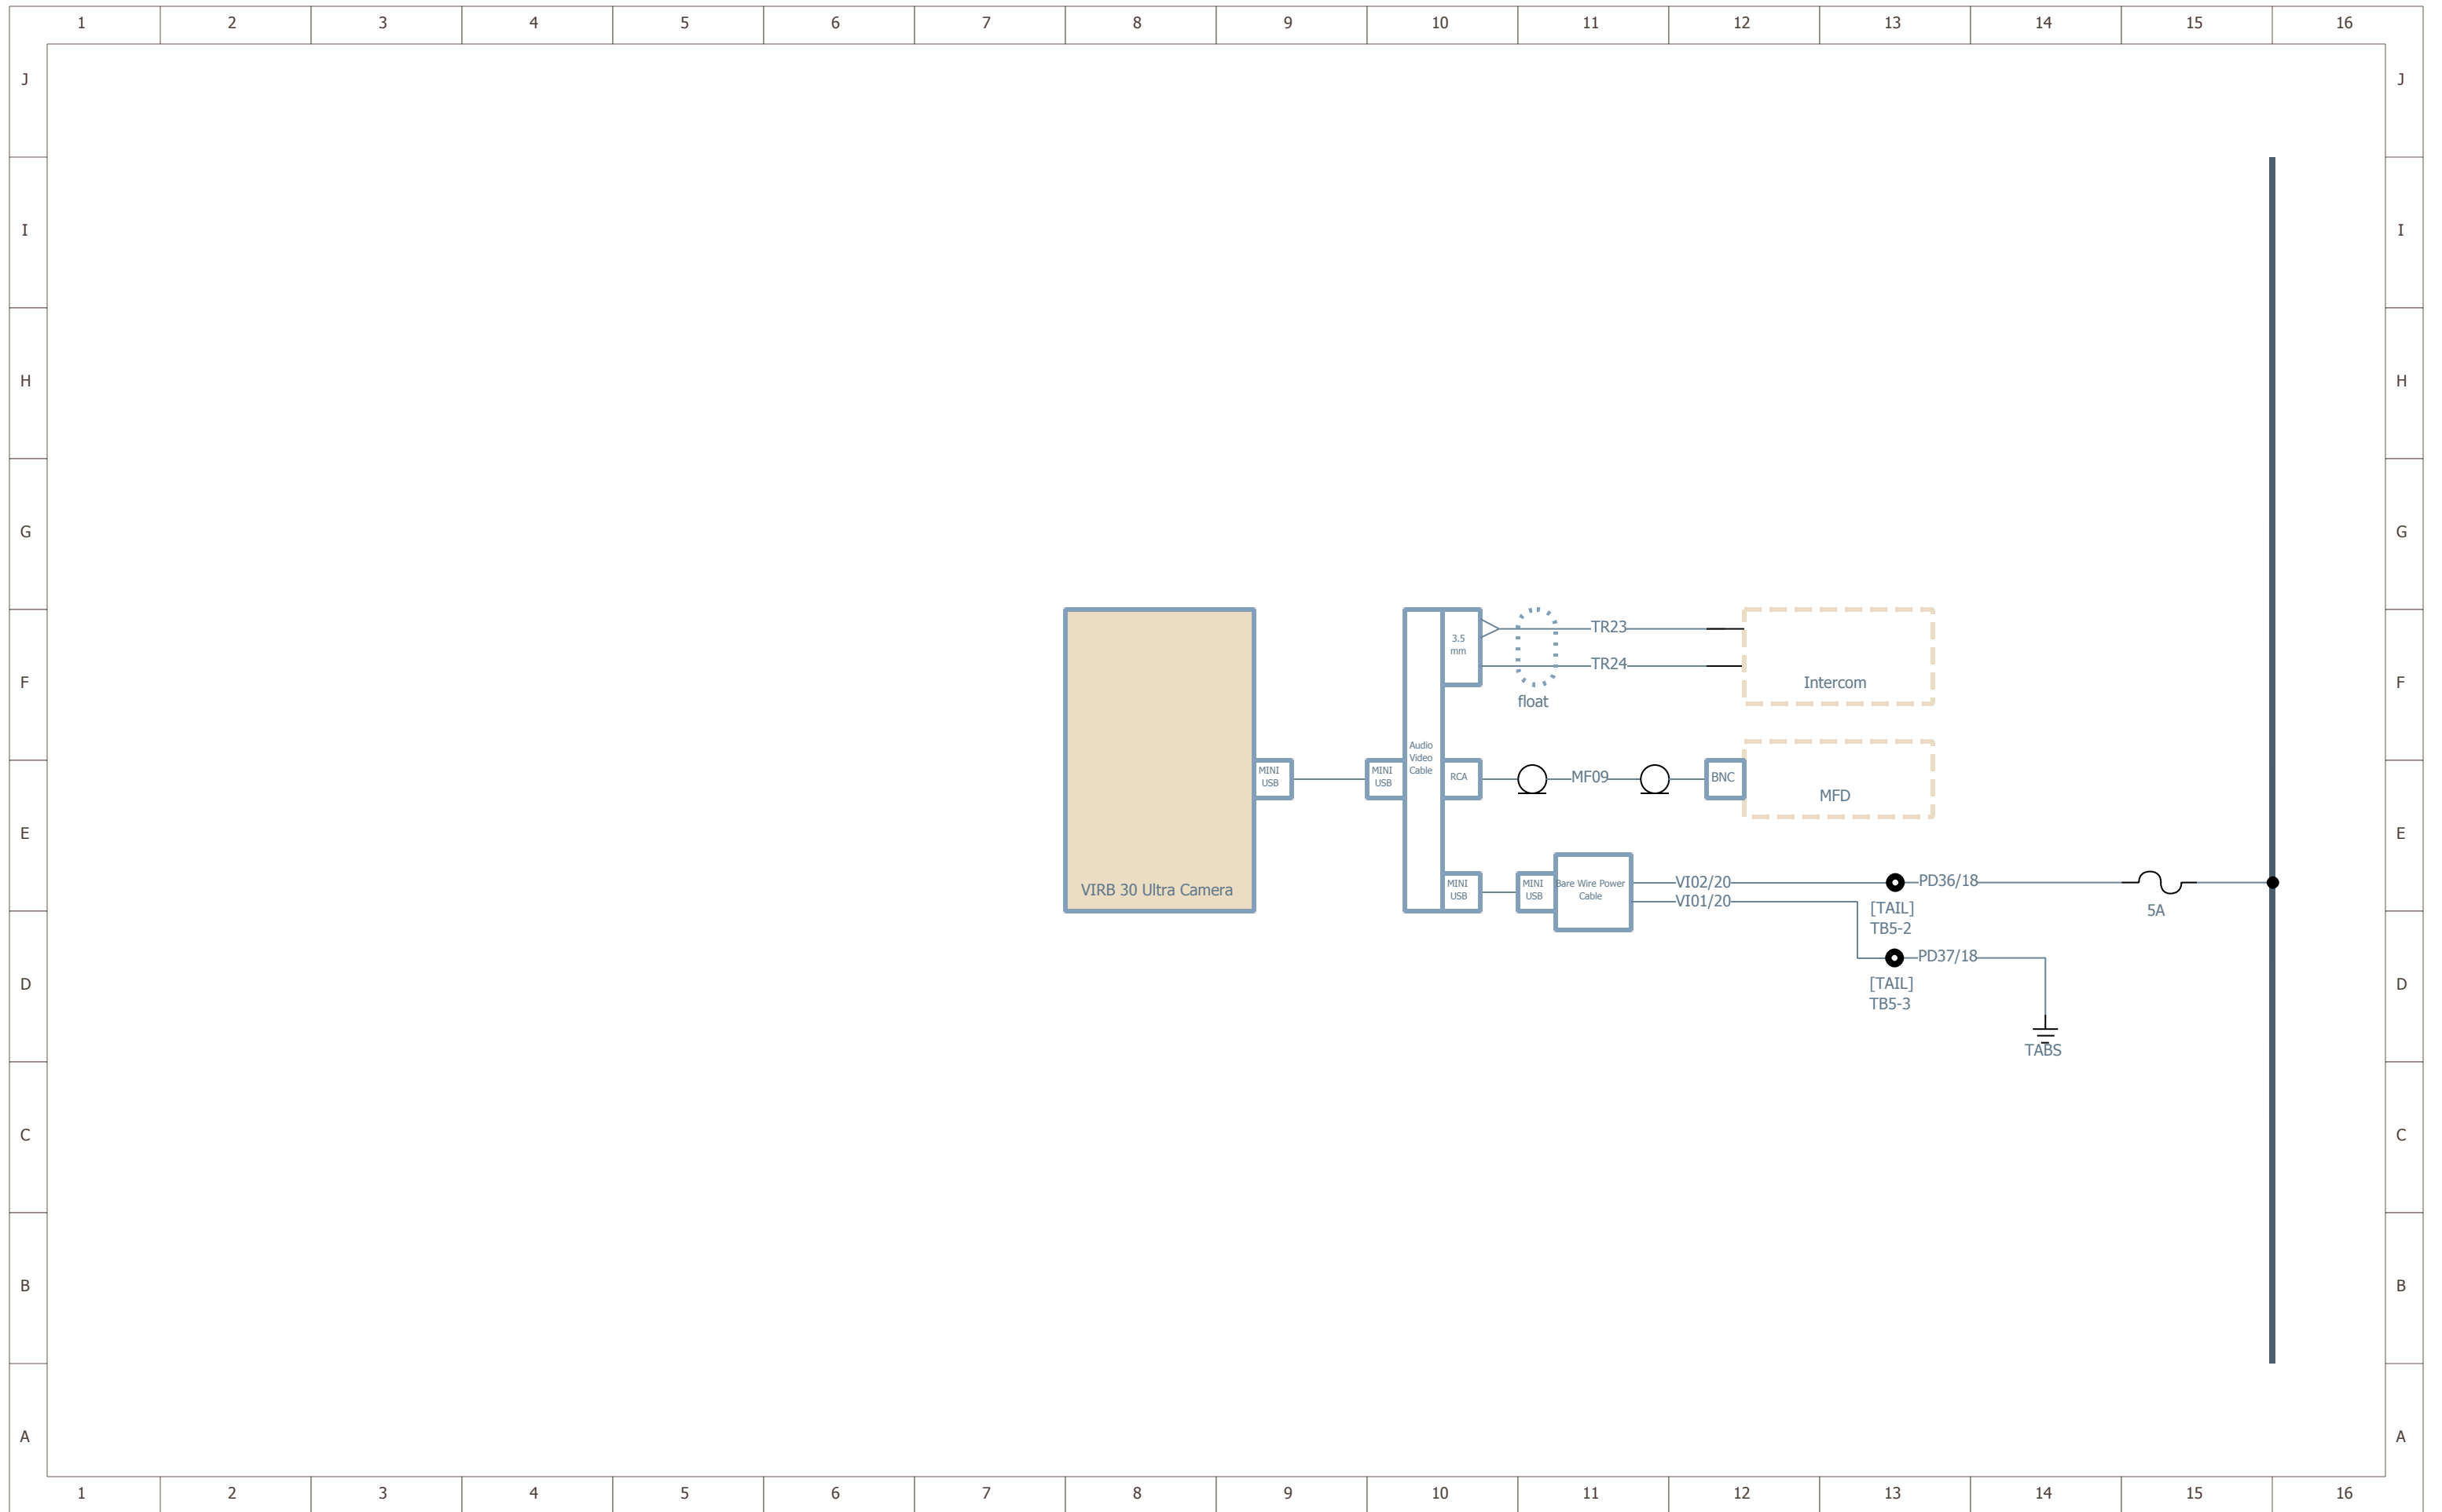 1 2 3 4 5 6 7 8 9 10 11 12 13 14 15 16
J J
I I
H H
G G
3.5
mm
TR23
TR24
float
Intercom
F F
Audio
Video
Cable
MINI
USB
MINI
USB
RCA
MF09
BNC
MFD
E E
VIRB 30 Ultra Camera
MINI
USB
MINI
USB
Bare Wire Power
Cable
VI02/20
VI01/20
PD36/18
[TAIL]
TB5-2
5A
PD37/18
[TAIL]
TB5-3
D D
TABS
C C
B B
A A
1 2 3 4 5 6 7 8 9 10 11 12 13 14 15 16